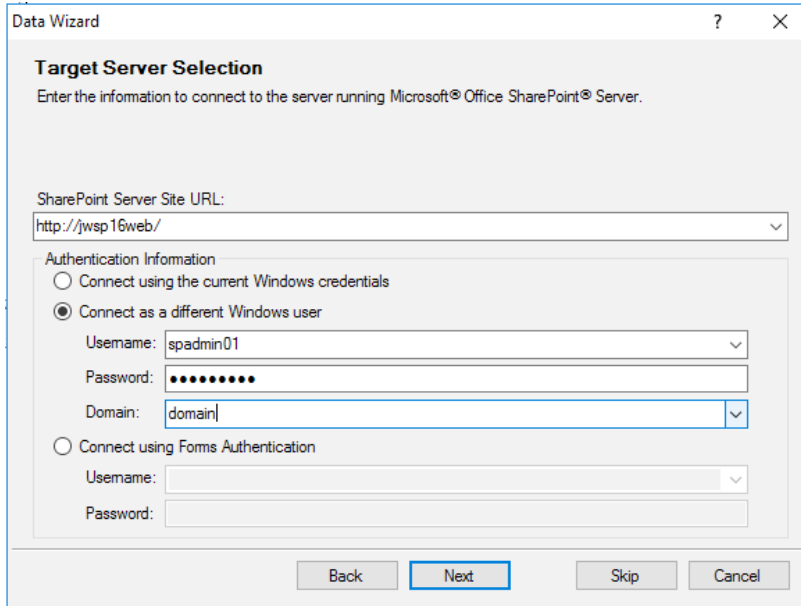 Data Wizard ?
Target Server Selection
Enter the information to connect to the server running Microsoft® Office SharePoint® Server.
SharePoint Server Site URL:
http://jwsp16web/
Authentication Information
Connect using the current Windows credentials
Connect as a different Windows user
Username: spadmin01
Password: ●●●●●●●●●
Domain: domain
Connect using Forms Authentication
Username:
Password:
Back Next Skip Cancel